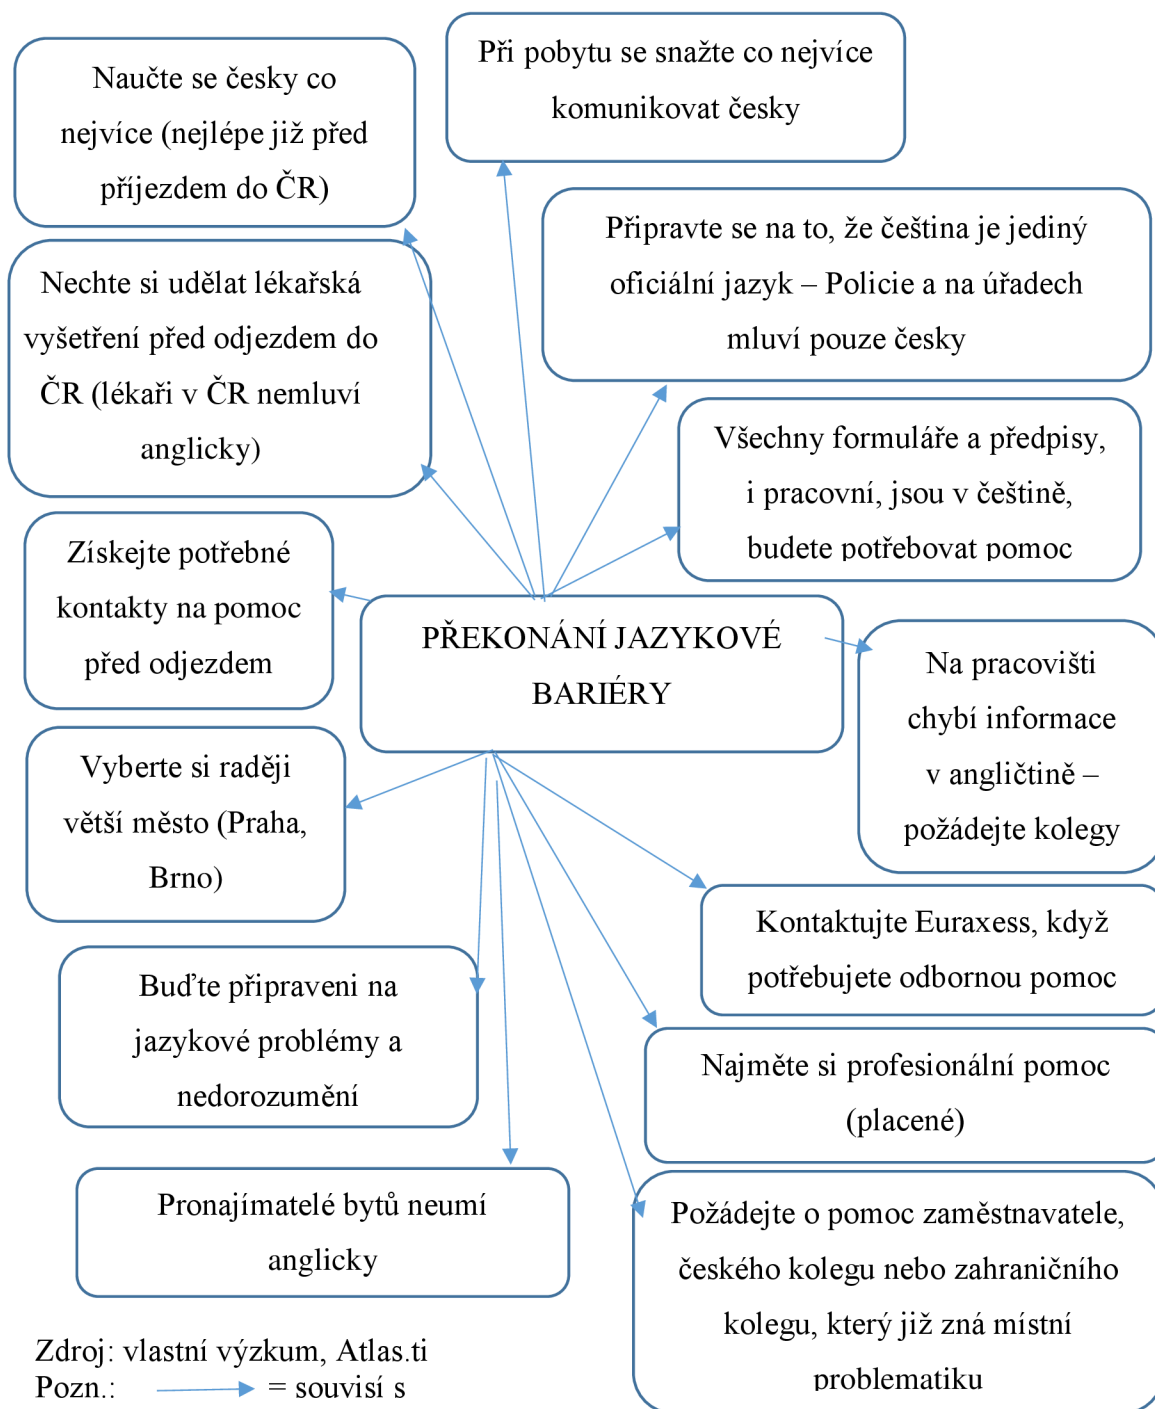 Naučte se česky co
nejvíce (nejlépe již před
příjezdem do ČR)
Při pobytu se snažte co nejvíce
komunikovat česky
Připravte se na to, že čeština je jediný
oficiální jazyk – Policie a na úřadech
mluví pouze česky
Nechte si udělat lékařská
vyšetření před odjezdem do
ČR (lékaři v ČR nemluví
anglicky)
Všechny formuláře a předpisy,
i pracovní, jsou v češtině,
budete potřebovat pomoc
Získejte potřebné
kontakty na pomoc
před odjezdem
PŘEKONÁNÍ JAZYKOVÉ
BARIÉRY
Na pracovišti
chybí informace
v angličtině –
požádejte kolegy
Vyberte si raději
větší město (Praha,
Brno)
Kontaktujte Euraxess, když
potřebujete odbornou pomoc
Buďte připraveni na
jazykové problémy a
nedorozumění
Najměte si profesionální pomoc
(placené)
Pronajímatelé bytů neumí
anglicky
Požádejte o pomoc zaměstnavatele,
českého kolegu nebo zahraničního
kolegu, který již zná místní
problematiku
Zdroj: vlastní výzkum, Atlas.ti
Pozn.: = souvisí s